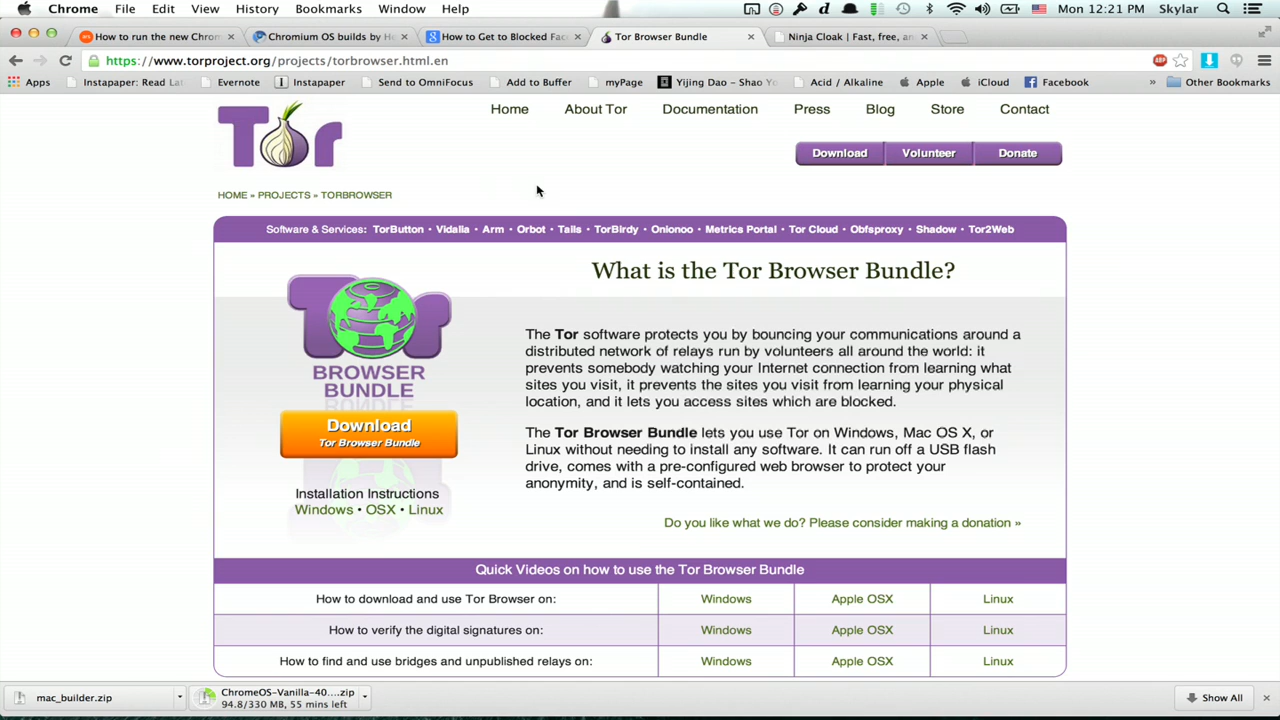 Chrome File Edit View History Bookmarks Window Help Mon 12:21 PM Skylar
How to run the new Chrom Chromium OS builds by He How to Get to Blocked Face Tor Browser Bundle Ninja Cloak | Fast, free, an
https://www.torproject.org/projects/torbrowser.html.en
Apps Instapaper: Read Lat Evernote Instapaper Send to OmniFocus Add to Buffer myPage Yijing Dao - Shao Yo Acid / Alkaline Apple iCloud Facebook » Other Bookmarks
Tor
Home About Tor Documentation Press Blog Store Contact
Download Volunteer Donate
HOME » PROJECTS » TORBROWSER
Software & Services: TorButton • Vidalia • Arm • Orbot • Tails • TorBirdy • Onionoo • Metrics Portal • Tor Cloud • Obfsproxy • Shadow • Tor2Web
What is the Tor Browser Bundle?
Tor
BROWSER
BUNDLE
Download
Tor Browser Bundle
Installation Instructions
Windows • OSX • Linux
The Tor software protects you by bouncing your communications around a
distributed network of relays run by volunteers all around the world: it
prevents somebody watching your Internet connection from learning what
sites you visit, it prevents the sites you visit from learning your physical
location, and it lets you access sites which are blocked.
The Tor Browser Bundle lets you use Tor on Windows, Mac OS X, or
Linux without needing to install any software. It can run off a USB flash
drive, comes with a pre-configured web browser to protect your
anonymity, and is self-contained.
Do you like what we do? Please consider making a donation »
Quick Videos on how to use the Tor Browser Bundle
How to download and use Tor Browser on: Windows Apple OSX Linux
How to verify the digital signatures on: Windows Apple OSX Linux
How to find and use bridges and unpublished relays on: Windows Apple OSX Linux
mac_builder.zip
ChromeOS-Vanilla-40....zip
94.8/330 MB, 55 mins left
Show All